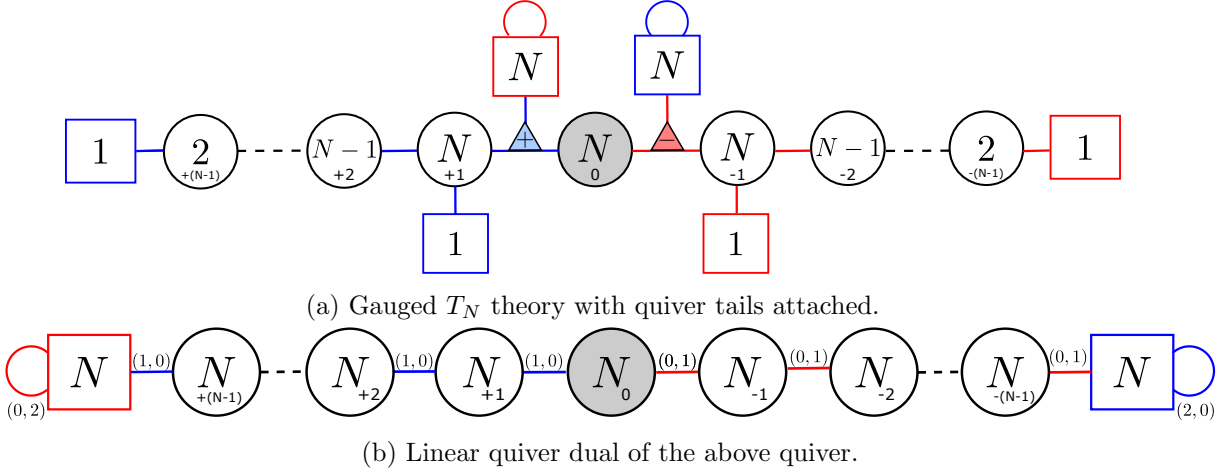 N N
1 2 +(N-1) N − 1 +2 N +1 + N 0 − N -1 N − 1 -2 2 -(N-1) 1
1 1
(a) Gauged T_N theory with quiver tails attached.
(0, 2) N (1, 0) N +(N-1) N +2 (1, 0) N +1 (1, 0) N 0 (0, 1) N -1 (0, 1) N -2 N -(N-1) (0, 1) N (2, 0)
(b) Linear quiver dual of the above quiver.